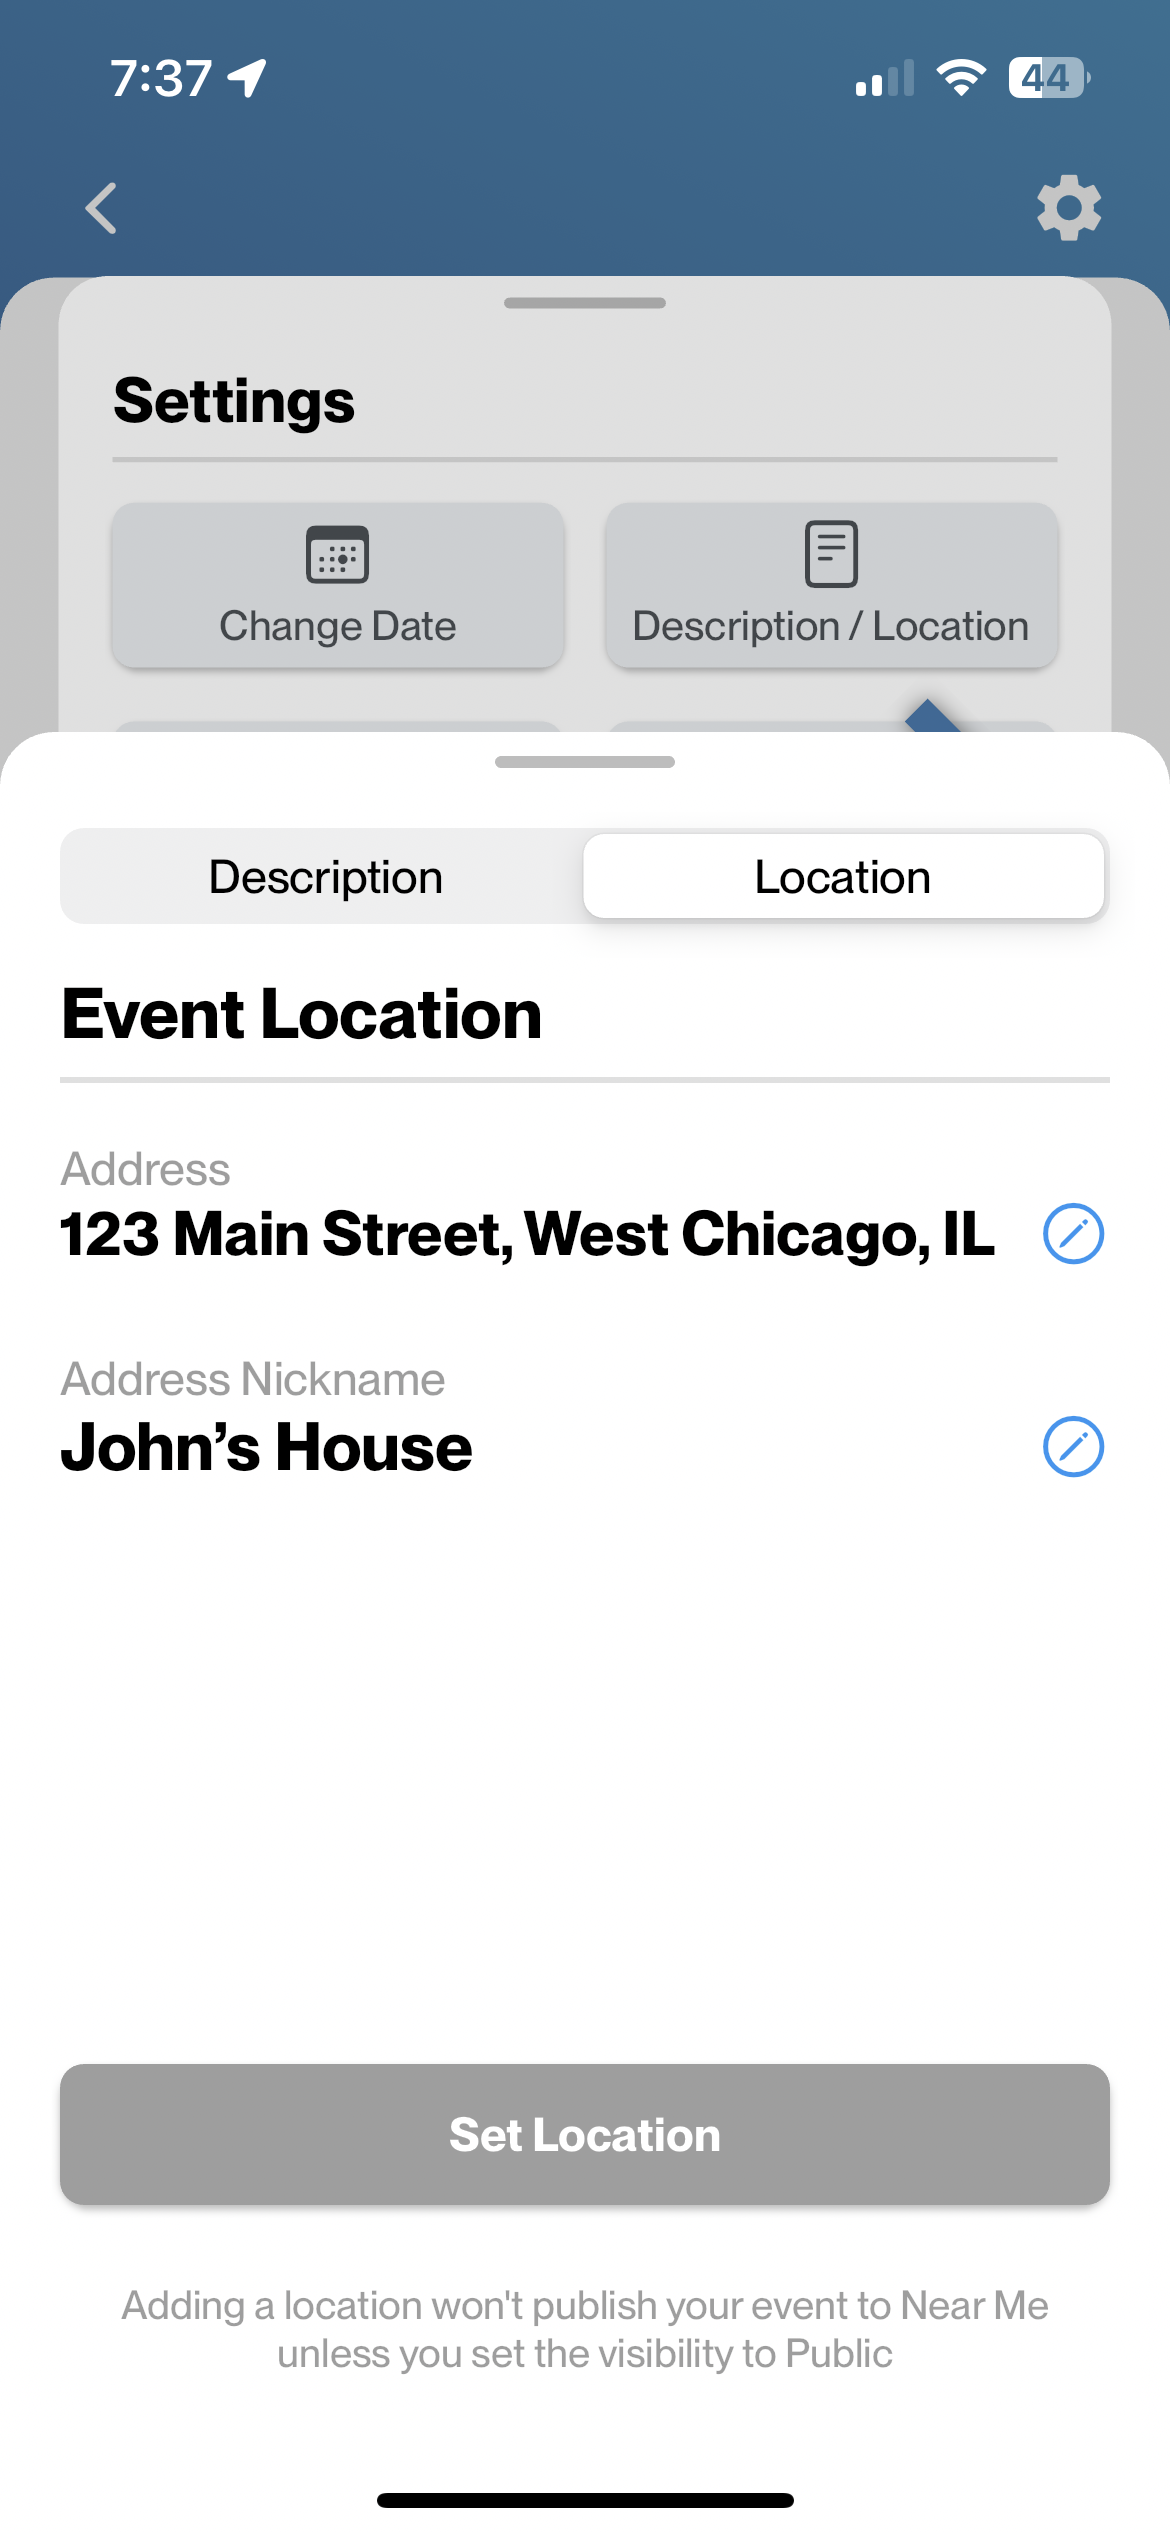 7:37
44
Settings
Change Date
Description / Location
Description
Location
Event Location
Address
123 Main Street, West Chicago, IL
Address Nickname
John’s House
Set Location
Adding a location won't publish your event to Near Me
unless you set the visibility to Public